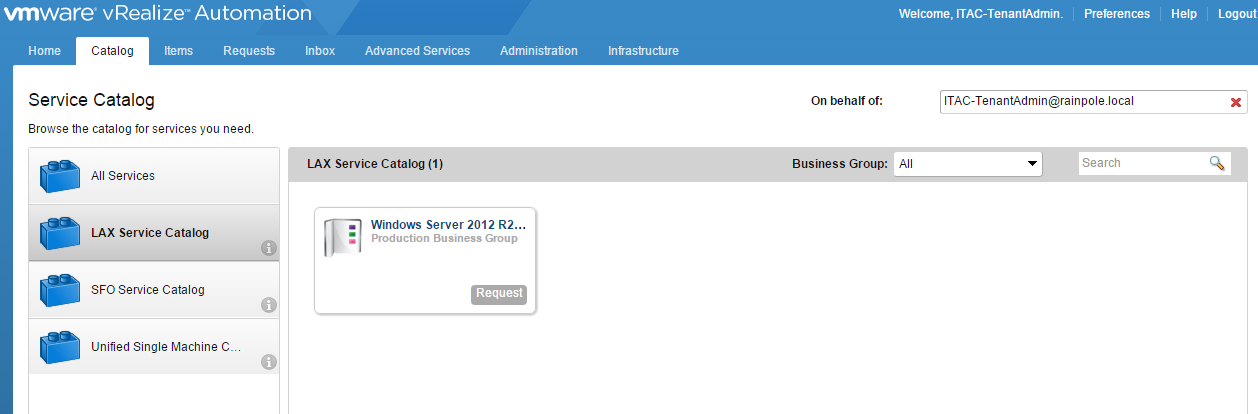 vmware® vRealize™ Automation
Welcome, ITAC-TenantAdmin. Preferences Help Logout
Home Catalog Items Requests Inbox Advanced Services Administration Infrastructure
Service Catalog
On behalf of: ITAC-TenantAdmin@rainpole.local
Browse the catalog for services you need.
All Services
LAX Service Catalog
SFO Service Catalog
Unified Single Machine C...
LAX Service Catalog (1) Business Group: All Search
Windows Server 2012 R2...
Production Business Group
Request